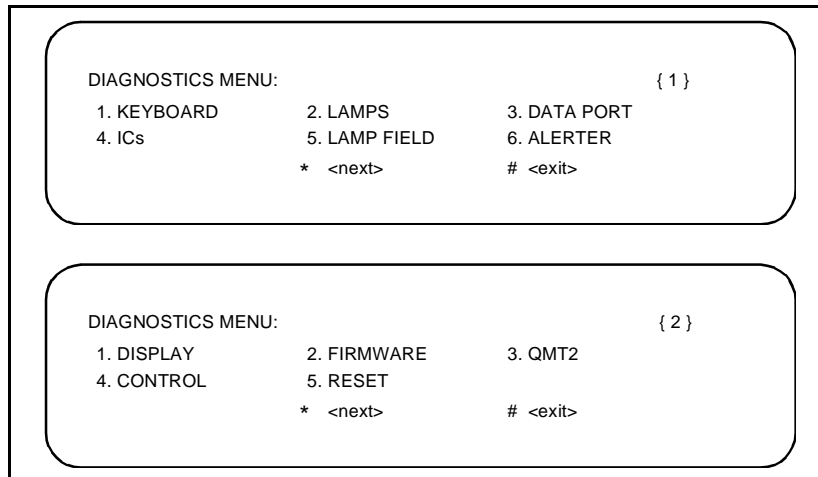 DIAGNOSTICS MENU: { 1 }
1. KEYBOARD 2. LAMPS 3. DATA PORT
4. ICs 5. LAMP FIELD 6. ALERTER
* <next> # <exit>
DIAGNOSTICS MENU: { 2 }
1. DISPLAY 2. FIRMWARE 3. QMT2
4. CONTROL 5. RESET
* <next> # <exit>